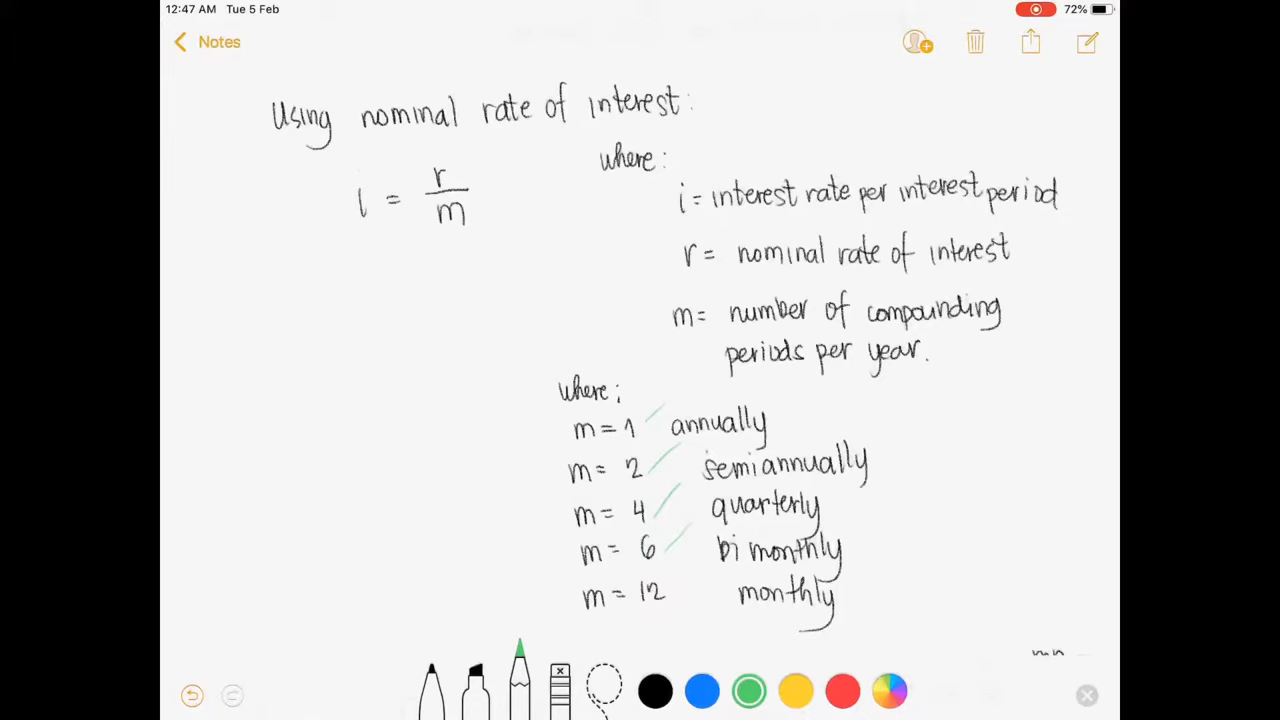 12:47 AM Tue 5 Feb
72%
Notes
Using nominal rate of interest:
i = r/m
where:
i = interest rate per interest period
r = nominal rate of interest
m = number of compounding
periods per year.
where;
m = 1 annually
m = 2 semiannually
m = 4 quarterly
m = 6 bimonthly
m = 12 monthly